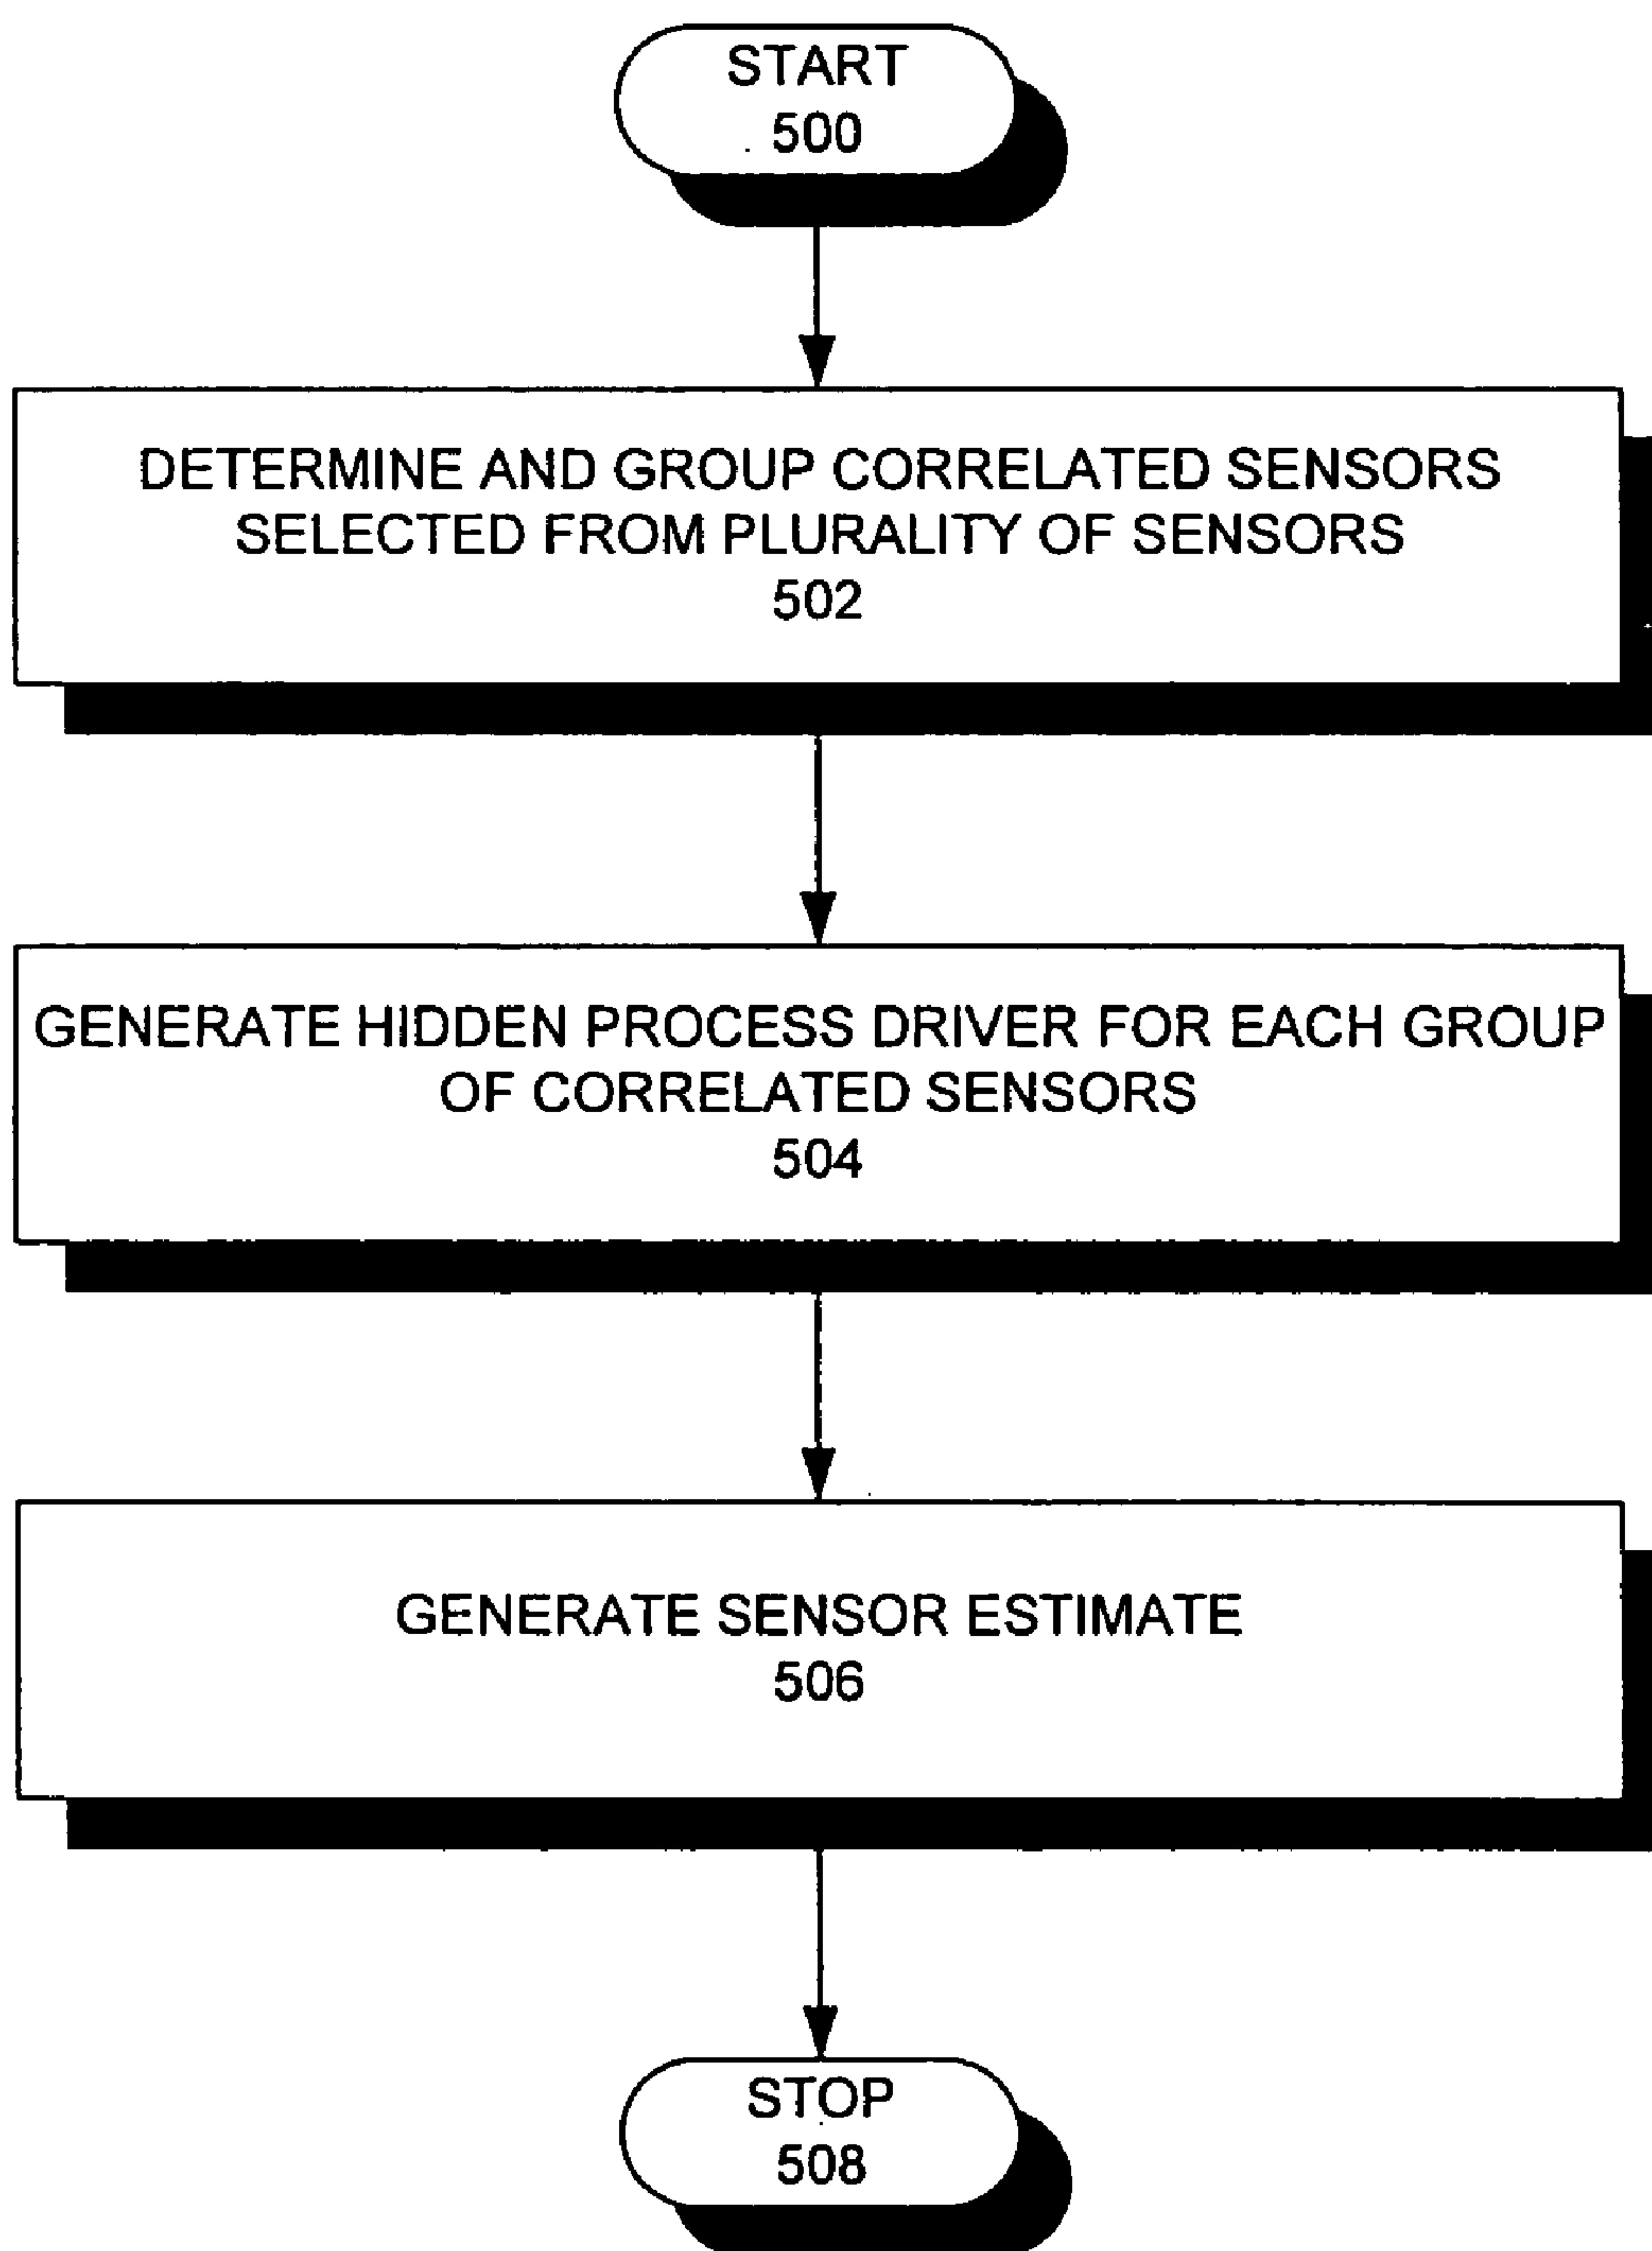 START
500
DETERMINE AND GROUP CORRELATED SENSORS
SELECTED FROM PLURALITY OF SENSORS
502
GENERATE HIDDEN PROCESS DRIVER FOR EACH GROUP
OF CORRELATED SENSORS
504
GENERATE SENSOR ESTIMATE
506
STOP
508